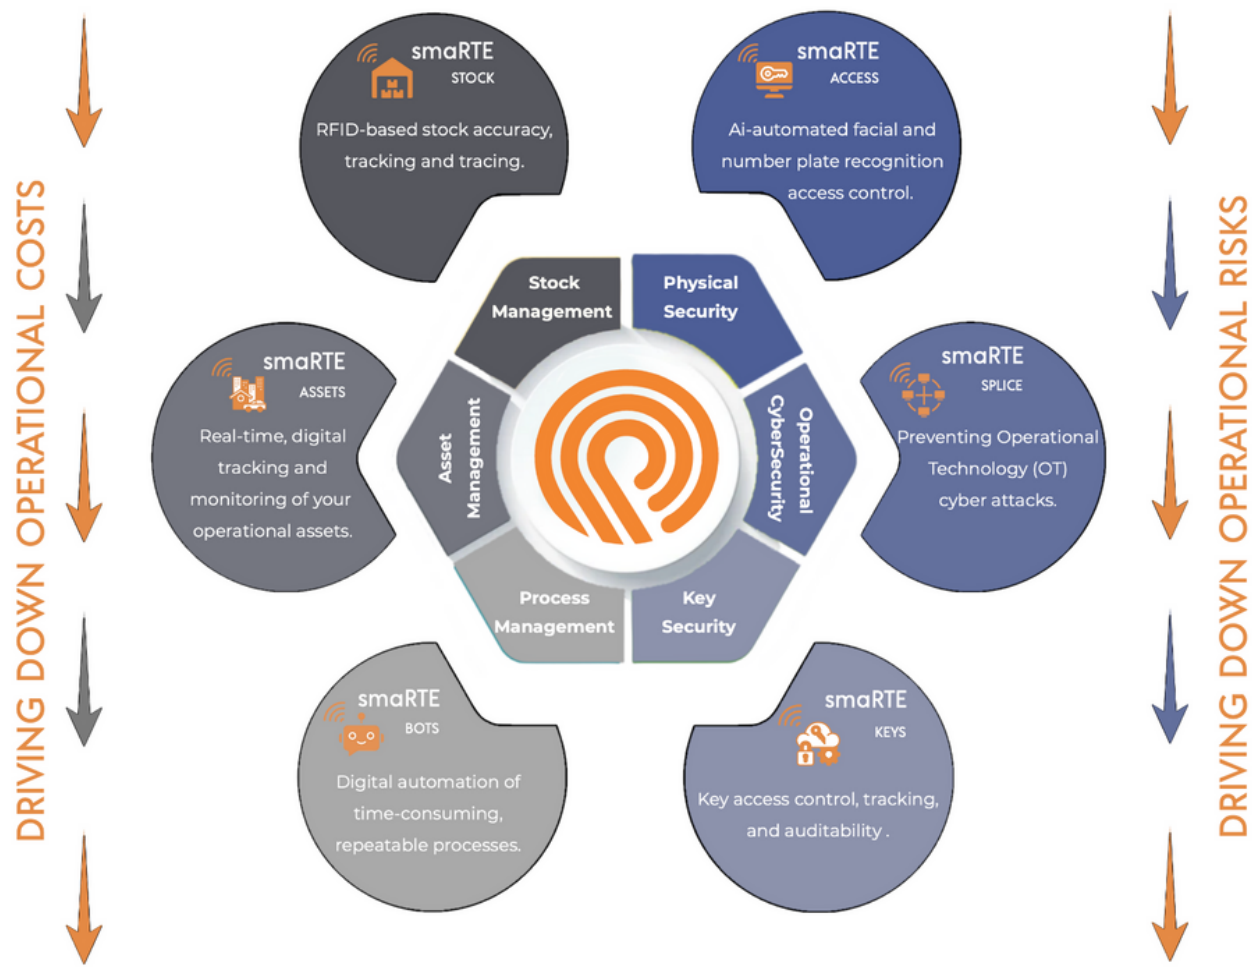 DRIVING DOWN OPERATIONAL COSTS
smaRTE
STOCK
RFID-based stock accuracy,
tracking and tracing.
smaRTE
ACCESS
Ai-automated facial and
number plate recognition
access control.
Stock
Management
Physical
Security
smaRTE
ASSETS
Real-time, digital
tracking and
monitoring of your
operational assets.
Asset
Management
Operational
CyberSecurity
smaRTE
SPLICE
Preventing Operational
Technology (OT)
cyber attacks.
Process
Management
Key
Security
smaRTE
BOTS
Digital automation of
time-consuming,
repeatable processes.
smaRTE
KEYS
Key access control, tracking,
and auditability .
DRIVING DOWN OPERATIONAL RISKS